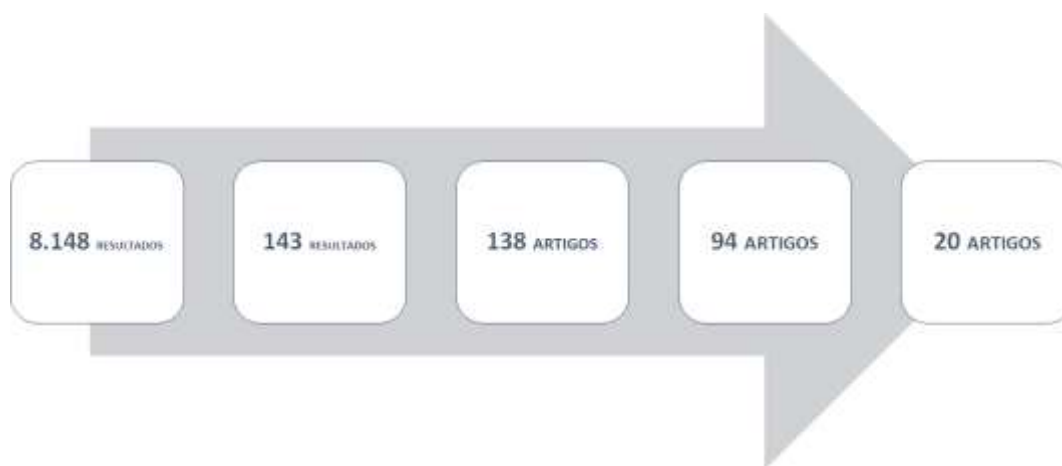 8.148 RESULTADOS
143 RESULTADOS
138 ARTIGOS
94 ARTIGOS
20 ARTIGOS